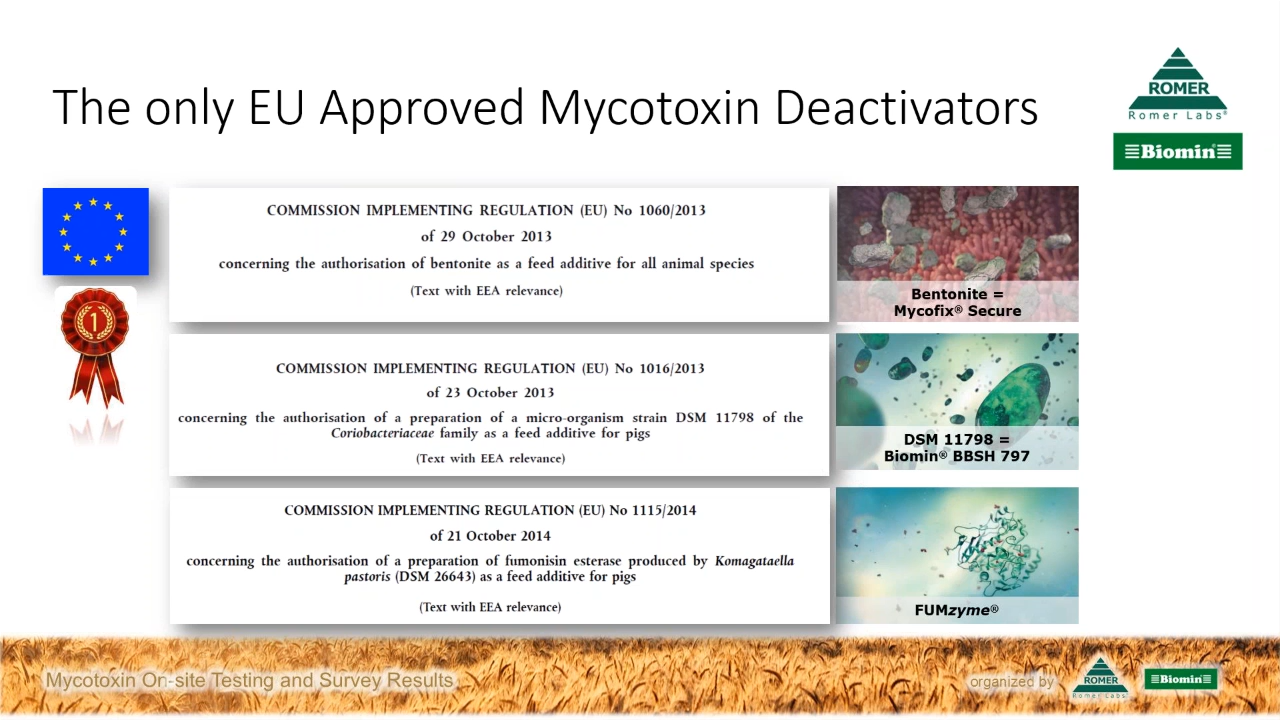 The only EU Approved Mycotoxin Deactivators
ROMER
Romer Labs®
Biomin®
COMMISSION IMPLEMENTING REGULATION (EU) No 1060/2013
of 29 October 2013
concerning the authorisation of bentonite as a feed additive for all animal species
(Text with EEA relevance)
Bentonite =
Mycofix® Secure
1
COMMISSION IMPLEMENTING REGULATION (EU) No 1016/2013
of 23 October 2013
concerning the authorisation of a preparation of a micro-organism strain DSM 11798 of the
Coriobacteriaceae family as a feed additive for pigs
(Text with EEA relevance)
DSM 11798 =
Biomin® BBSH 797
COMMISSION IMPLEMENTING REGULATION (EU) No 1115/2014
of 21 October 2014
concerning the authorisation of a preparation of fumonisin esterase produced by Komagataella
pastoris (DSM 26643) as a feed additive for pigs
(Text with EEA relevance)
FUMzyme®
Mycotoxin On-site Testing and Survey Results
organized by
ROMER
Romer Labs®
Biomin®